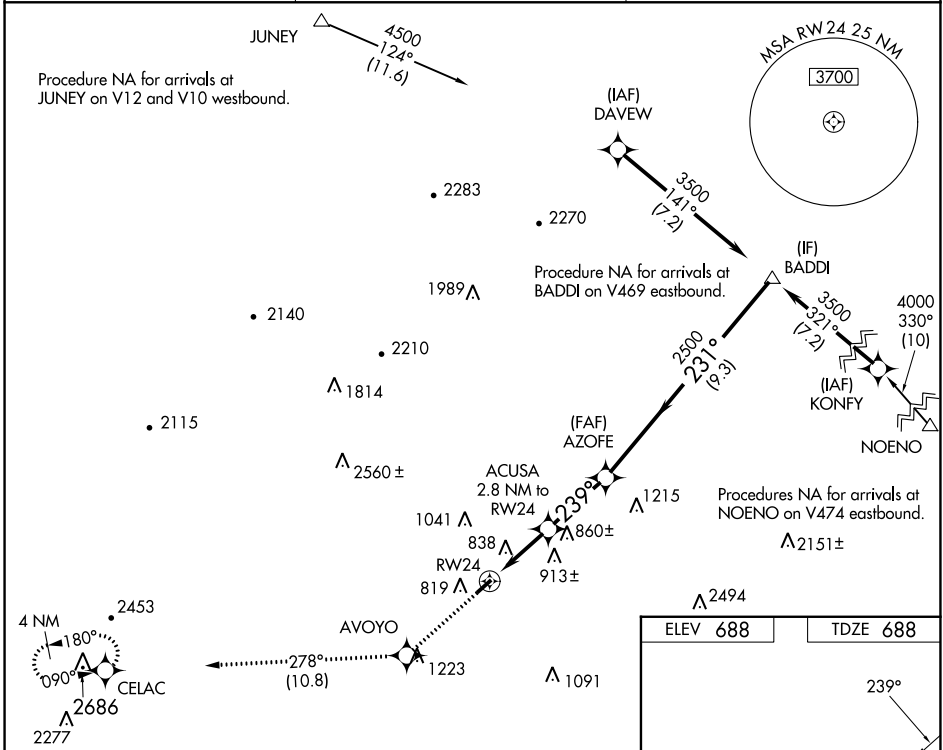 JUNEY
4500
124°
(11.6)
Procedure NA for arrivals at
JUNEY on V12 and V10 westbound.
MSA RW24 25 NM
3700
(IAF)
DAVEW
3500
141°
(7.2)
2283
2270
(IF)
BADDI
Procedure NA for arrivals at
BADDI on V469 eastbound.
1989
3500
321°
(7.2)
4000
330°
(10)
2140
2210
2500
231°
(9.3)
(IAF)
KONFY
1814
2115
NOENO
(FAF)
AZOFE
2560 ±
ACUSA
2.8 NM to
RW24
239°
1215
Procedures NA for arrivals at
NOENO on V474 eastbound.
1041
860±
838
2151±
RW24
913±
819
2494
2453
4 NM
180°
AVOYO
ELEV 688
TDZE 688
090°
CELAC
278°
(10.8)
1223
1091
239°
2686
2277